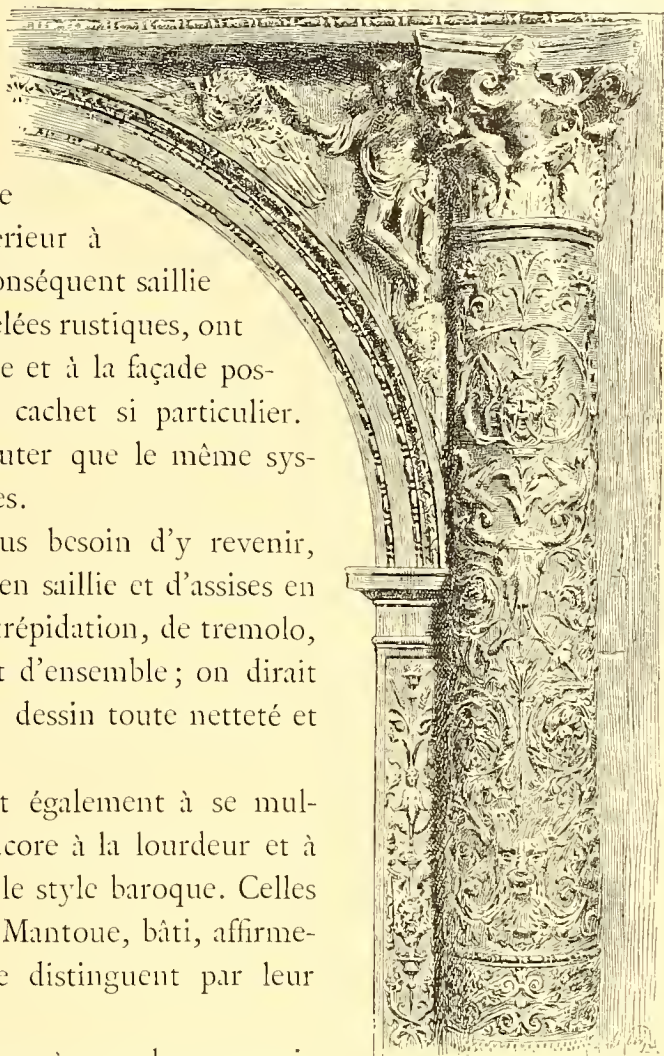 e
érieur à
onséquent saillie
elées rustiques, ont
e et à la façade pos-
cachet si particulier.
uter que le même sys-
es.
us besoin d'y revenir,
en saillie et d'assises en
trépidation, de tremolo,
t d'ensemble; on dirait
dessin toute netteté et
t également à se mul-
core à la lourdeur et à
le style baroque. Celles
Mantoue, bâti, affirme-
e distinguent par leur